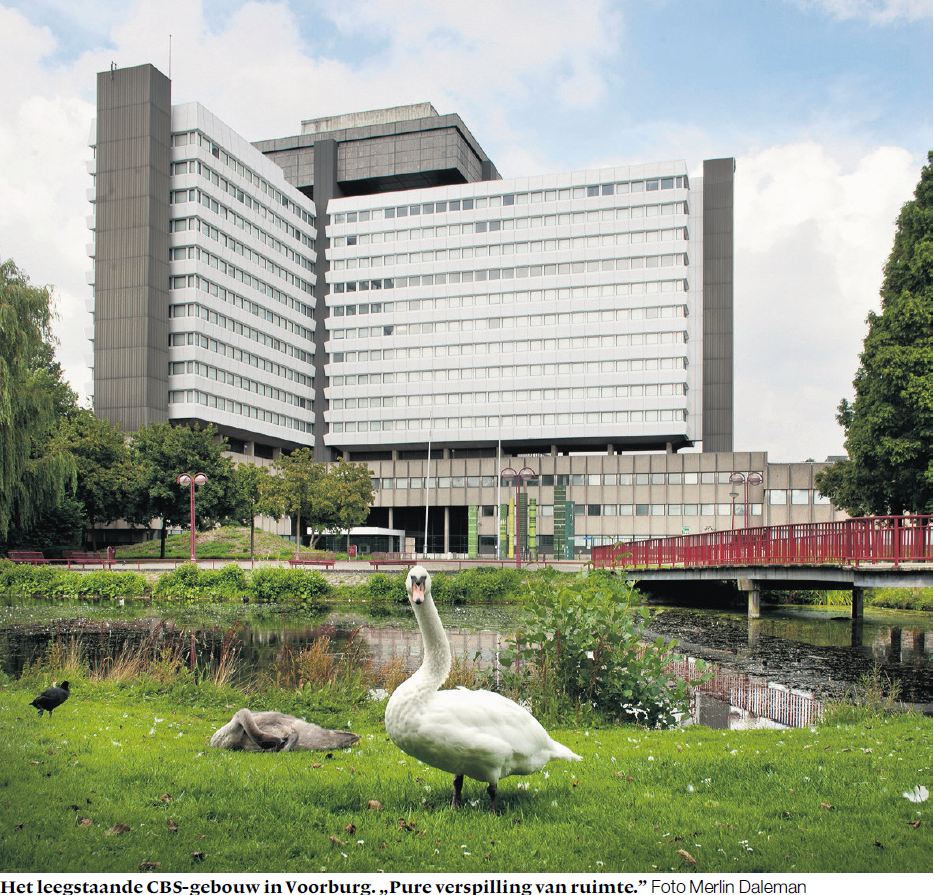 Het leegstaande CBS-gebouw in Voorburg. „Pure verspilling van ruimte.” Foto Merlin Daleman